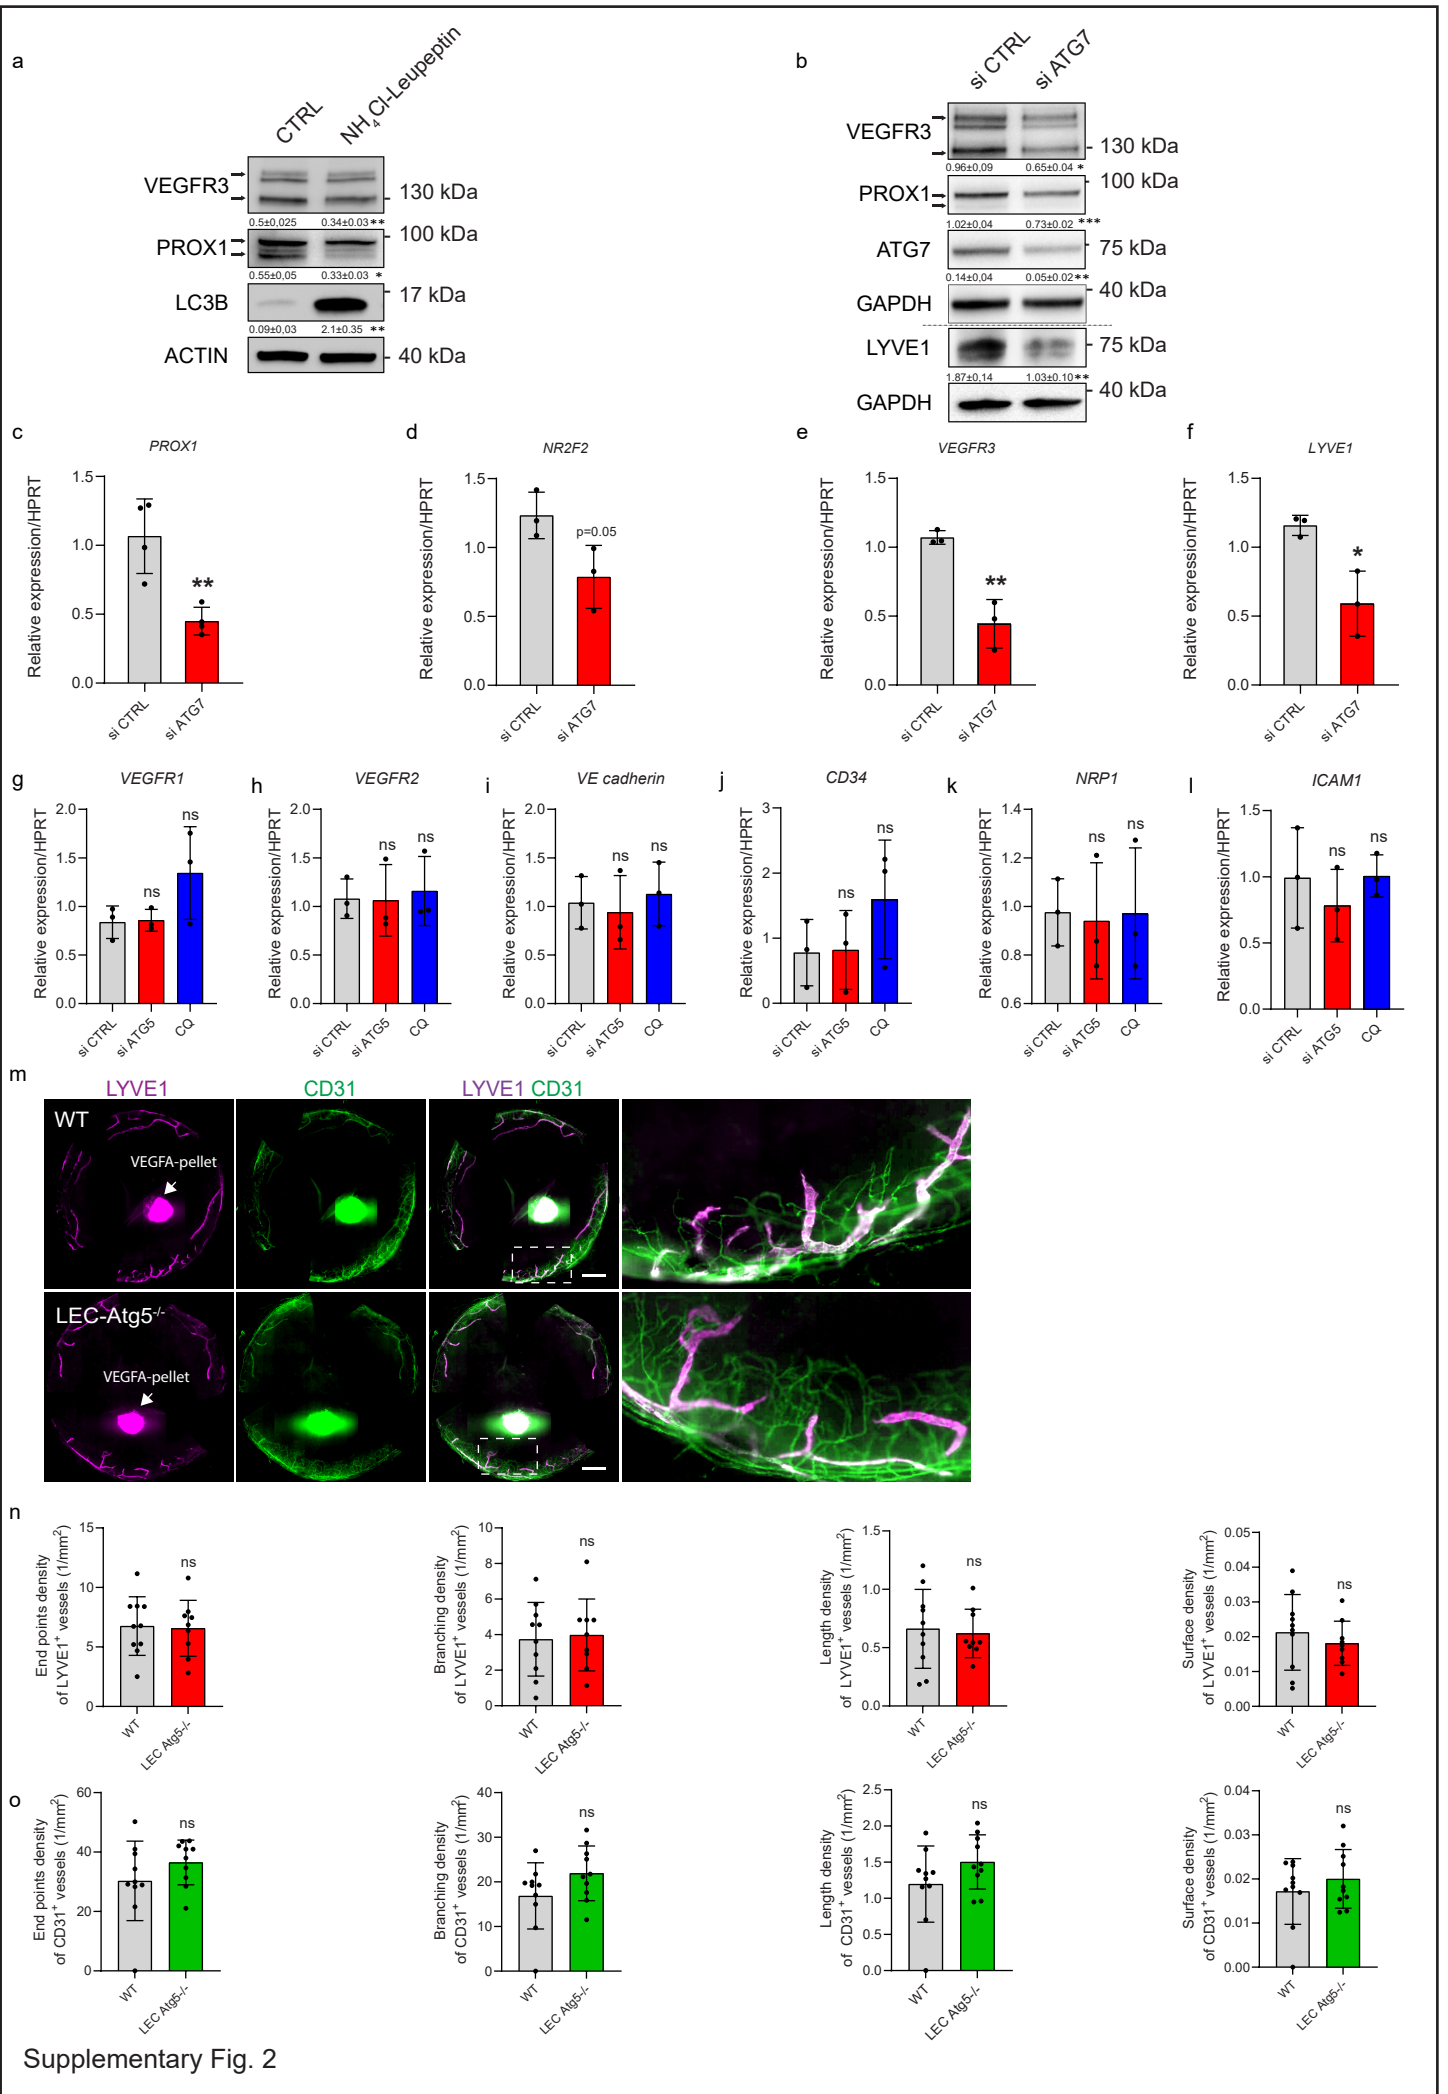 a
CTRL
NH4Cl-Leupeptin
VEGFR3
130 kDa
0.5±0,025 0.34±0.03 **
PROX1
100 kDa
0.55±0,05 0.33±0.03 *
LC3B
17 kDa
0.09±0,03 2.1±0.35 **
ACTIN
40 kDa
b
si CTRL
si ATG7
VEGFR3
130 kDa
0.96±0,09 0.65±0.04 *
PROX1
100 kDa
1.02±0,04 0.73±0.02 ***
ATG7
75 kDa
0.14±0,04 0.05±0.02 **
GAPDH
40 kDa
LYVE1
75 kDa
1.87±0,14 1.03±0.10 **
GAPDH
40 kDa
c
PROX1
Relative expression/HPRT
1.5
1.0
0.5
0.0
**
si CTRL
si ATG7
d
NR2F2
Relative expression/HPRT
1.5
1.0
0.5
0.0
p=0.05
si CTRL
si ATG7
e
VEGFR3
Relative expression/HPRT
1.5
1.0
0.5
0.0
**
si CTRL
si ATG7
f
LYVE1
Relative expression/HPRT
1.5
1.0
0.5
0.0
*
si CTRL
si ATG7
g
VEGFR1
Relative expression/HPRT
2.0
1.5
1.0
0.5
0.0
ns
ns
si CTRL
si ATG5
CQ
h
VEGFR2
Relative expression/HPRT
2.0
1.5
1.0
0.5
0.0
ns
ns
si CTRL
si ATG5
CQ
i
VE cadherin
Relative expression/HPRT
2.0
1.5
1.0
0.5
0.0
ns
ns
si CTRL
si ATG5
CQ
j
CD34
Relative expression/HPRT
3
2
1
0
ns
ns
si CTRL
si ATG5
CQ
k
NRP1
Relative expression/HPRT
1.4
1.2
1.0
0.8
0.6
ns
ns
si CTRL
si ATG5
CQ
l
ICAM1
Relative expression/HPRT
1.5
1.0
0.5
0.0
ns
ns
si CTRL
si ATG5
CQ
m
LYVE1
CD31
LYVE1 CD31
WT
VEGFA-pellet
LEC-Atg5-/-
VEGFA-pellet
n
End points density
of LYVE1+ vessels (1/mm2)
15
10
5
0
ns
WT
LEC Atg5-/-
Branching density
of LYVE1+ vessels (1/mm2)
10
8
6
4
2
0
ns
WT
LEC Atg5-/-
Length density
of LYVE1+ vessels (1/mm2)
1.5
1.0
0.5
0.0
ns
WT
LEC Atg5-/-
Surface density
of LYVE1+ vessels (1/mm2)
0.05
0.04
0.03
0.02
0.01
0.00
ns
WT
LEC Atg5-/-
o
End points density
of CD31+ vessels (1/mm2)
60
40
20
0
ns
WT
LEC Atg5-/-
Branching density
of CD31+ vessels (1/mm2)
40
30
20
10
0
ns
WT
LEC Atg5-/-
Length density
of CD31+ vessels (1/mm2)
2.5
2.0
1.5
1.0
0.5
0.0
ns
WT
LEC Atg5-/-
Surface density
of CD31+ vessels (1/mm2)
0.04
0.03
0.02
0.01
0.00
ns
WT
LEC Atg5-/-
Supplementary Fig. 2